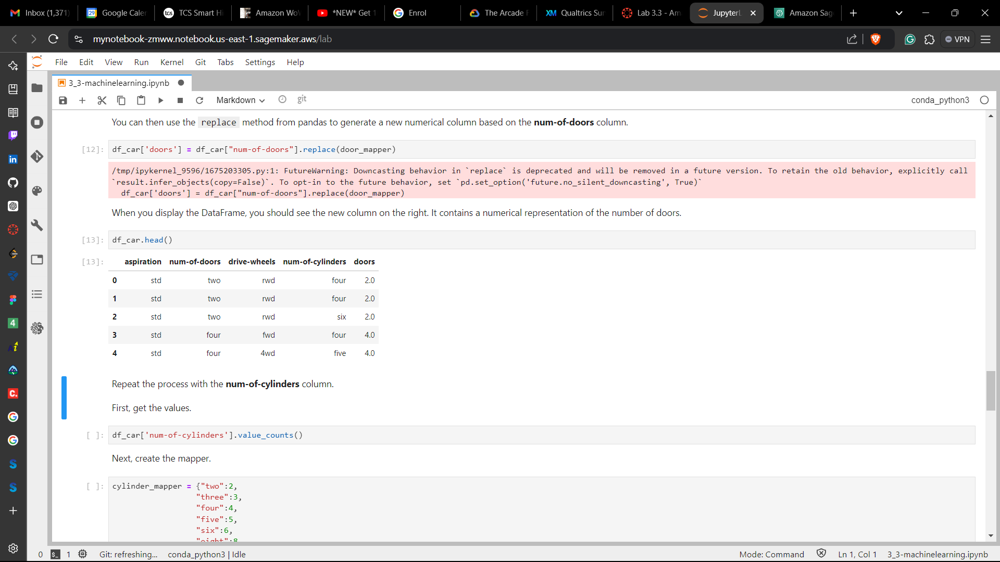 Inbox (1,371)
Google Caler
TCS Smart Hi
Amazon Wo
*NEW* Get 1
Enrol
The Arcade F
Qualtrics Sur
Lab 3.3 - Am
JupyterL
Amazon Sag
mynotebook-zmww.notebook.us-east-1.sagemaker.aws/lab
VPN
File Edit View Run Kernel Git Tabs Settings Help
3_3-machinelearning.ipynb
Markdown
git
conda_python3
You can then use the replace method from pandas to generate a new numerical column based on the num-of-doors column.
[12]: df_car['doors'] = df_car["num-of-doors"].replace(door_mapper)
/tmp/ipykernel_9596/1675203305.py:1: FutureWarning: Downcasting behavior in `replace` is deprecated and will be removed in a future version. To retain the old behavior, explicitly call
`result.infer_objects(copy=False)`. To opt-in to the future behavior, set `pd.set_option('future.no_silent_downcasting', True)`
df_car['doors'] = df_car["num-of-doors"].replace(door_mapper)
When you display the DataFrame, you should see the new column on the right. It contains a numerical representation of the number of doors.
[13]: df_car.head()
[13]: aspiration num-of-doors drive-wheels num-of-cylinders doors
0 std two rwd four 2.0
1 std two rwd four 2.0
2 std two rwd six 2.0
3 std four fwd four 4.0
4 std four 4wd five 4.0
Repeat the process with the num-of-cylinders column.
First, get the values.
[ ]: df_car['num-of-cylinders'].value_counts()
Next, create the mapper.
[ ]: cylinder_mapper = {"two":2,
"three":3,
"four":4,
"five":5,
"six":6,
"eight":8
0 1 Git: refreshing... conda_python3 | Idle
Mode: Command Ln 1, Col 1 3_3-machinelearning.ipynb